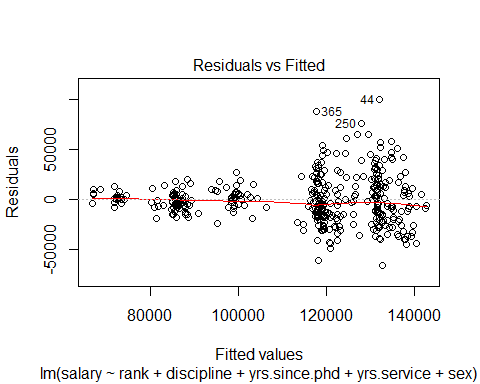 Residuals vs Fitted
Residuals
50000
0
-50000
44
365
250
80000 100000 120000 140000
Fitted values
lm(salary ~ rank + discipline + yrs.since.phd + yrs.service + sex)